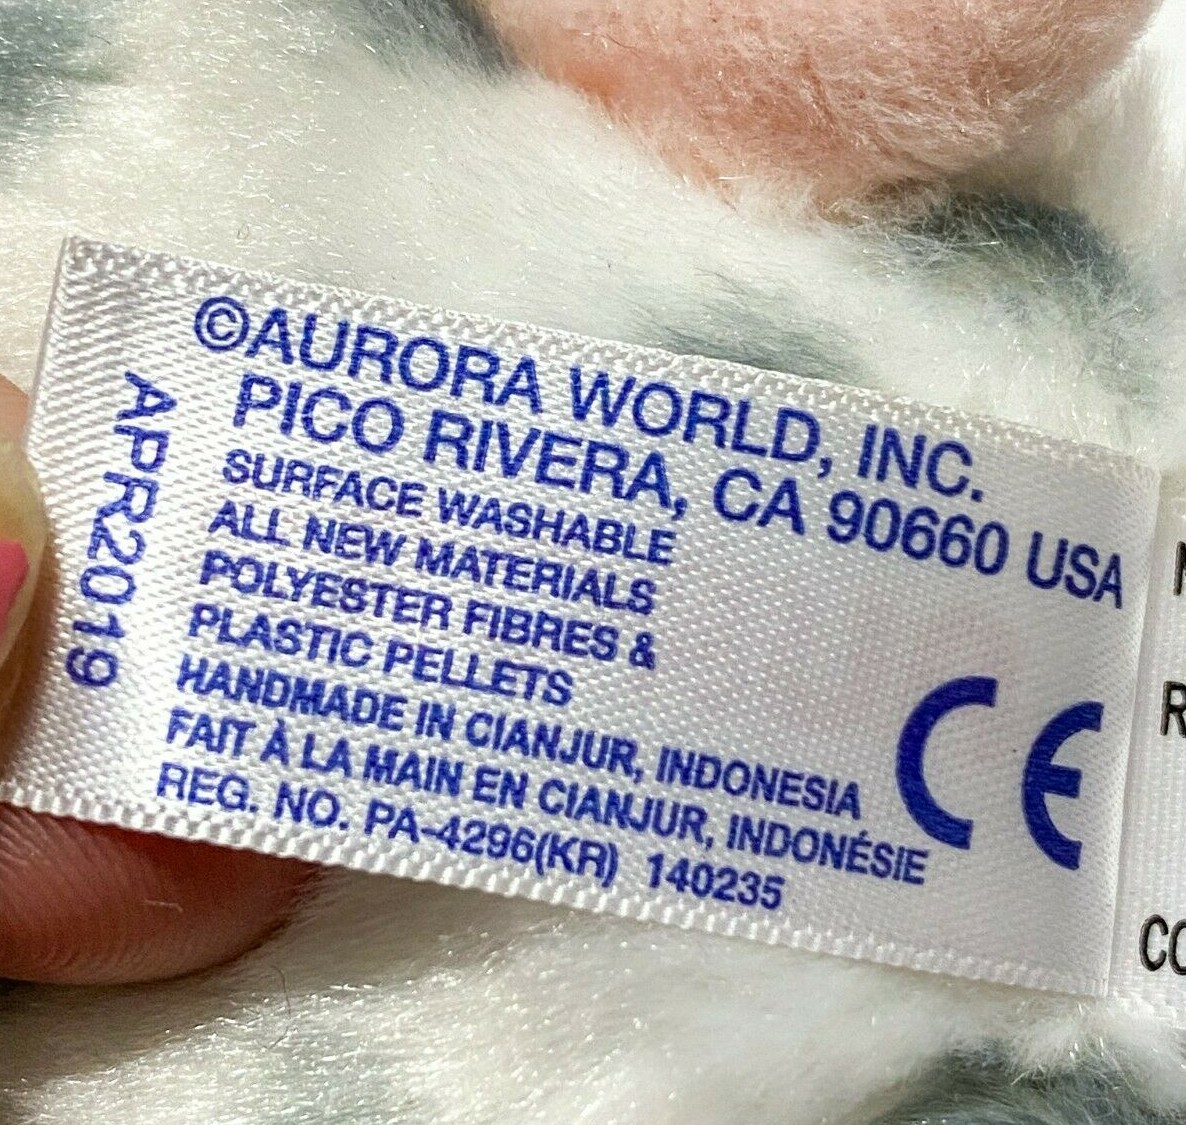 ©AURORA WORLD, INC.
PICO RIVERA, CA 90660 USA
SURFACE WASHABLE
ALL NEW MATERIALS
POLYESTER FIBRES &
PLASTIC PELLETS
HANDMADE IN CIANJUR, INDONESIA
FAIT À LA MAIN EN CIANJUR, INDONÉSIE
REG. NO. PA-4296(KR) 140235
CE
APR2019